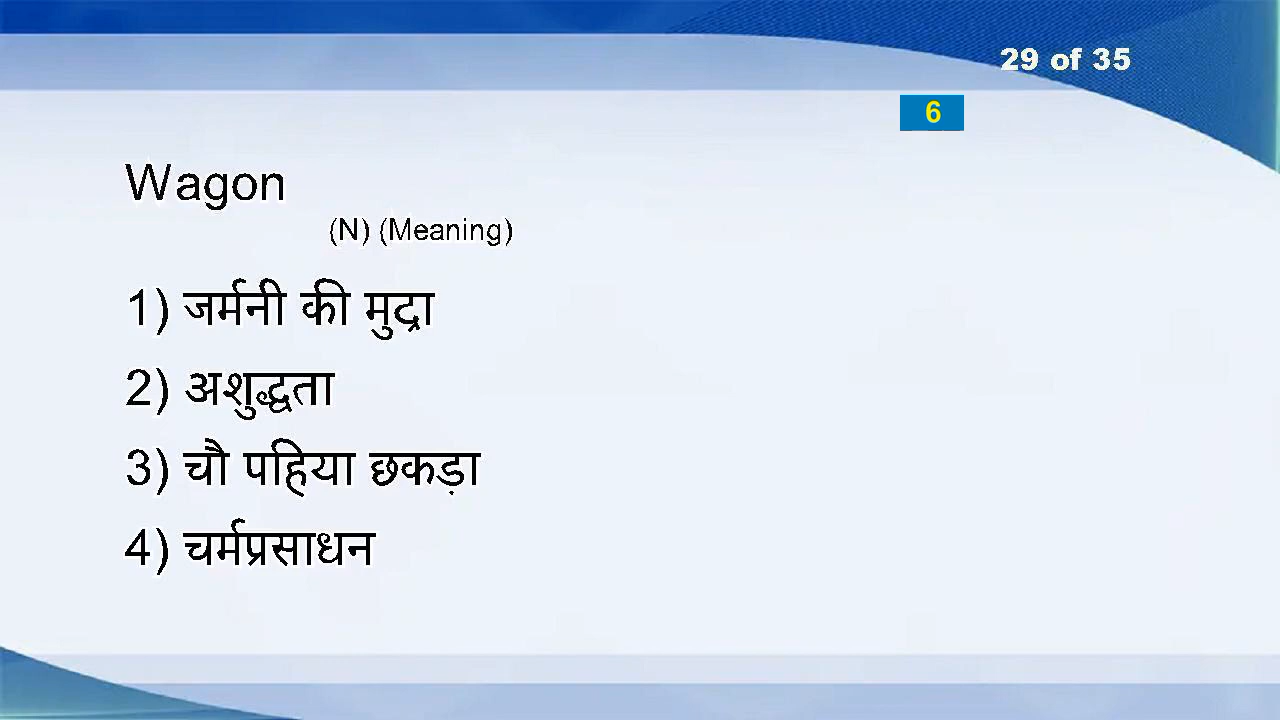 29 of 35
6
Wagon
(N) (Meaning)
1) जर्मनी की मुद्रा
2) अशुद्धता
3) चौ पहिया छकड़ा
4) चर्मप्रसाधन